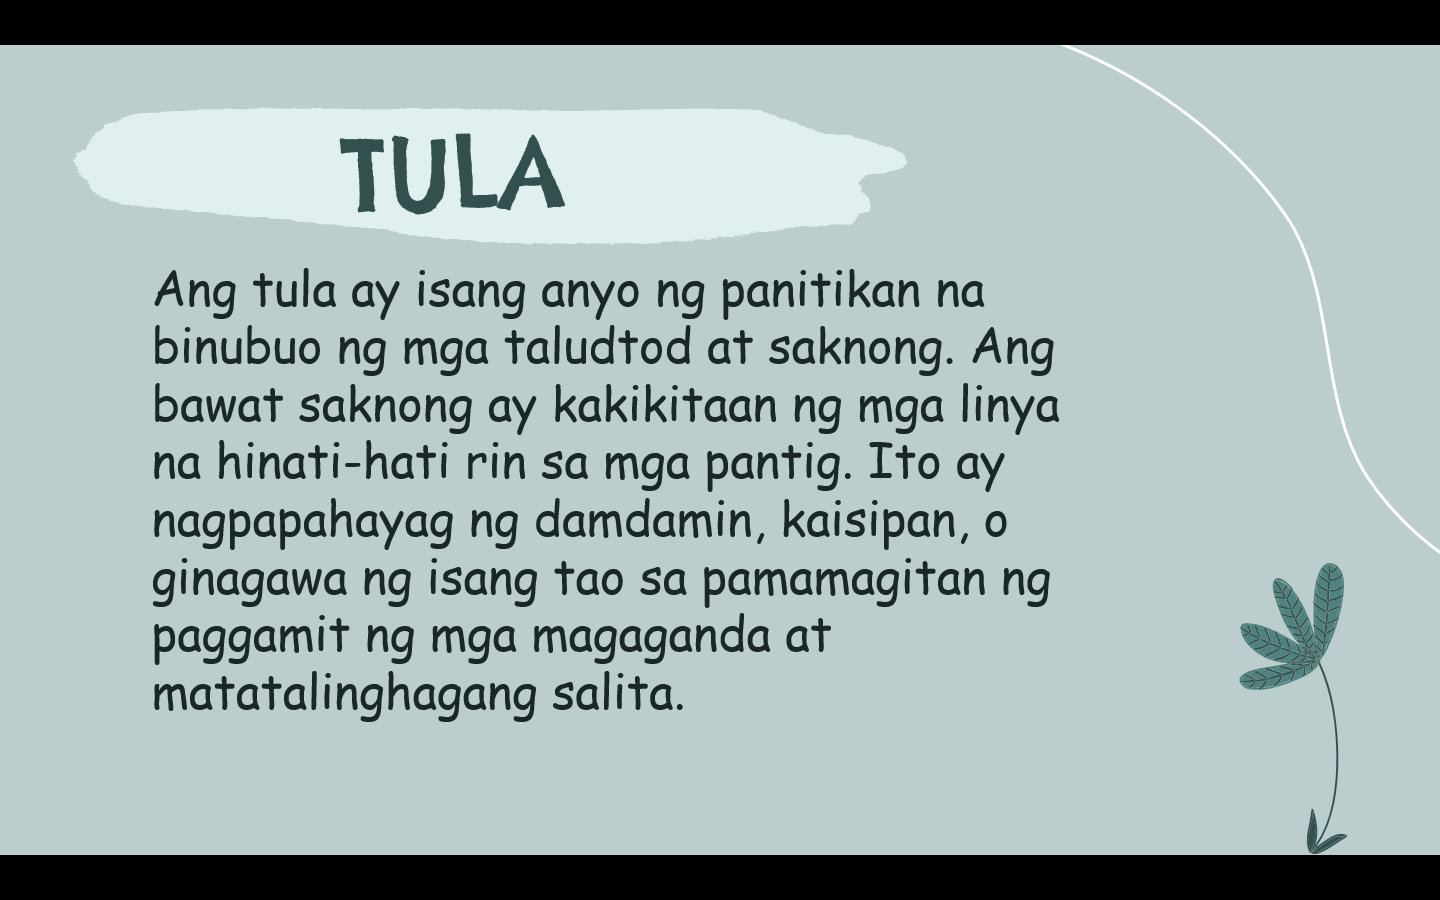 TULA
Ang tula ay isang anyo ng panitikan na
binubuo ng mga taludtod at saknong. Ang
bawat saknong ay kakikitaan ng mga linya
na hinati-hati rin sa mga pantig. Ito ay
nagpapahayag ng damdamin, kaisipan, o
ginagawa ng isang tao sa pamamagitan ng
paggamit ng mga magaganda at
matatalinghagang salita.